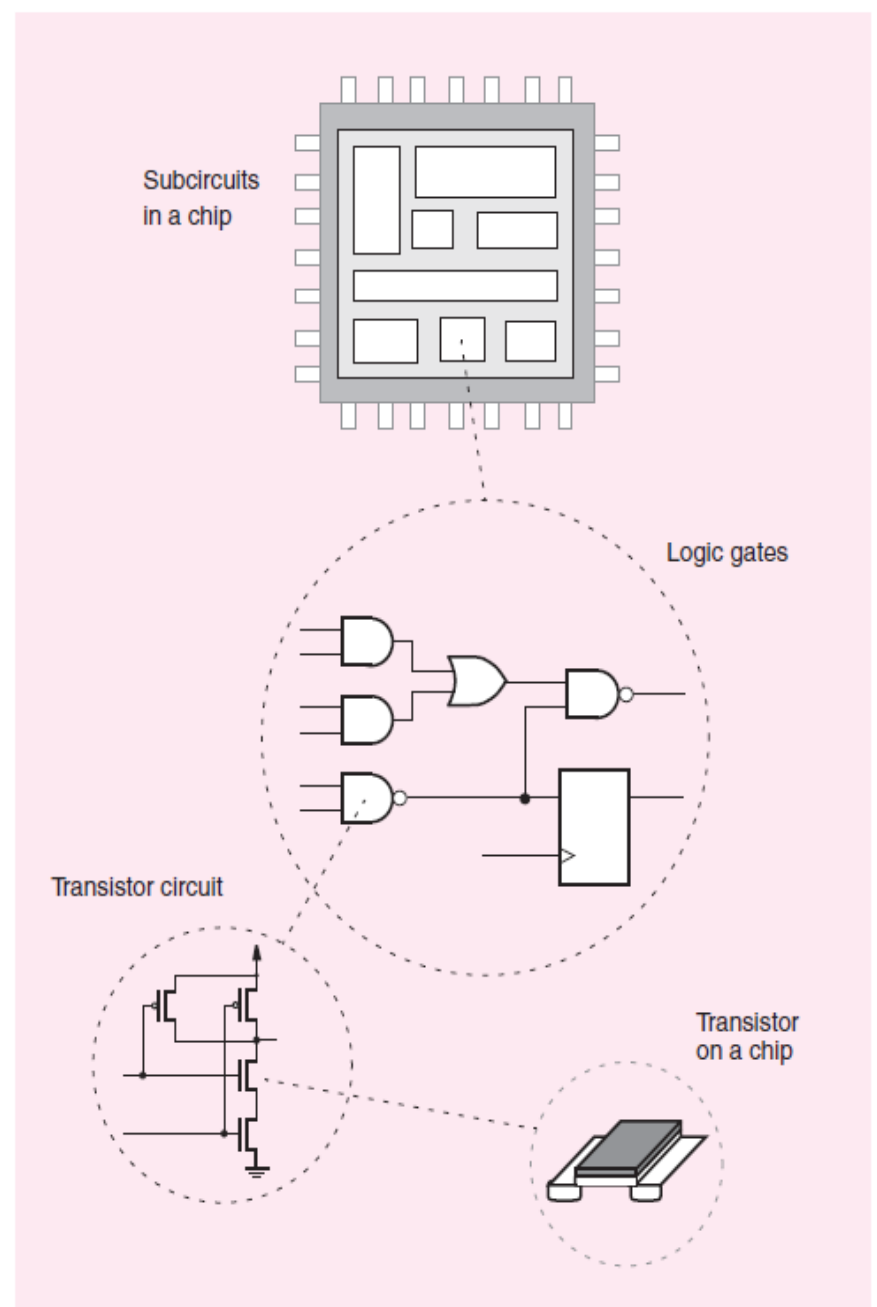 Subcircuits
in a chip
Logic gates
Transistor circuit
Transistor
on a chip